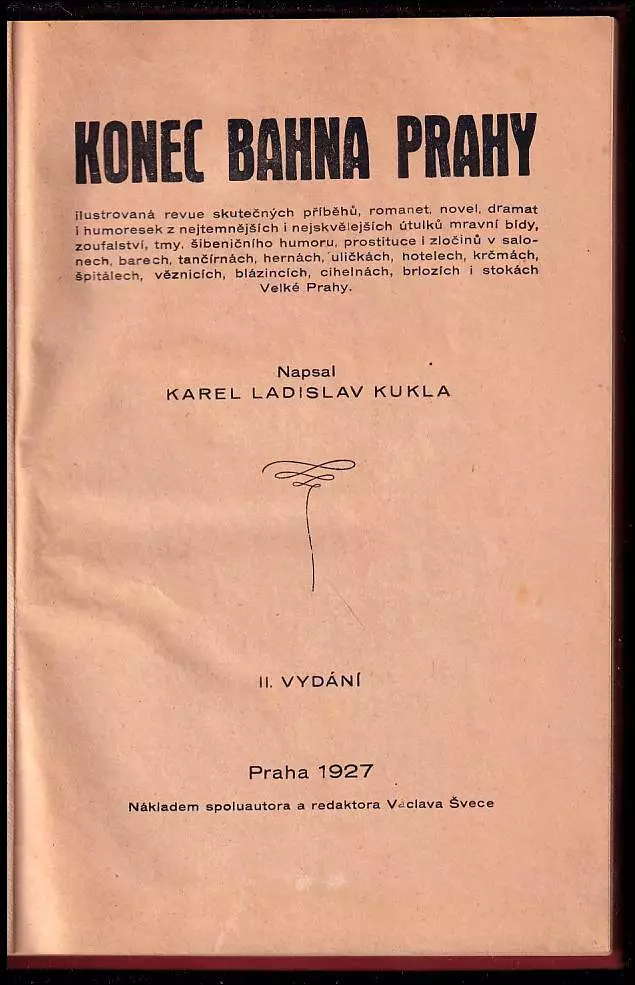 KONEC BAHNA PRAHY
ilustrovaná revue skutečných příběhů, romanet, novel, dramat
i humoresek z nejtemnějších i nejskvělejších útulků mravní bídy,
zoufalství, tmy, šibeničního humoru, prostituce i zločinů v salo-
nech, barech, tančírnách, hernách, uličkách, hotelech, krčmách,
špitálech, věznicích, blázincích, cihelnách, brlozích i stokách
Velké Prahy.
Napsal
KAREL LADISLAV KUKLA
II. VYDÁNÍ
Praha 1927
Nákladem spoluautora a redaktora Václava Švece